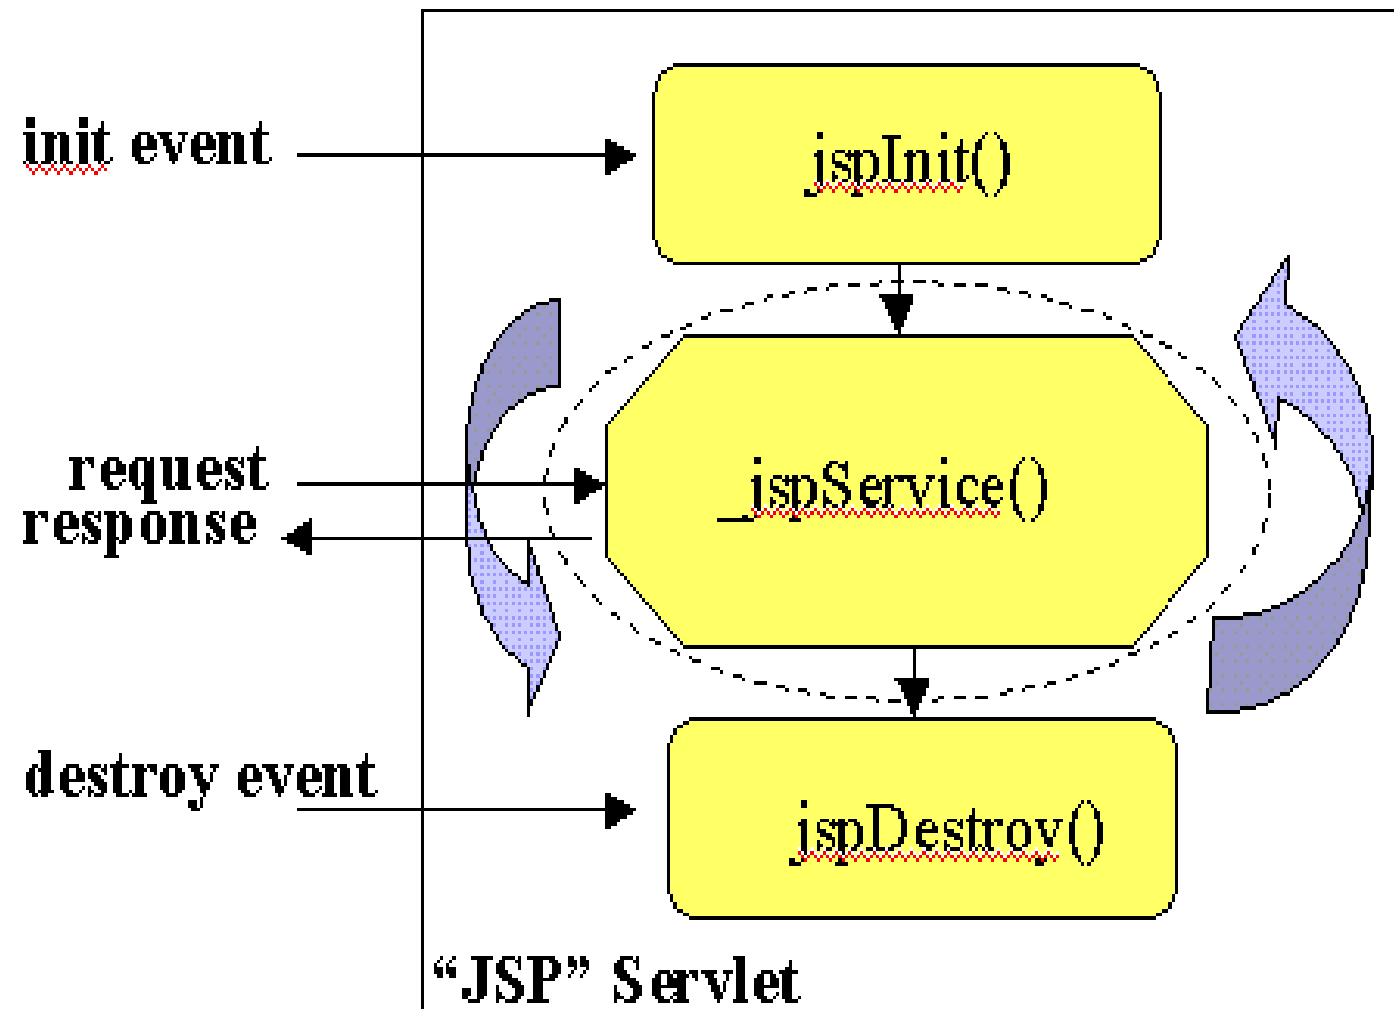 init event
jspInit()
request
response
_jspService()
destroy event
jspDestroy()
“JSP” Servlet